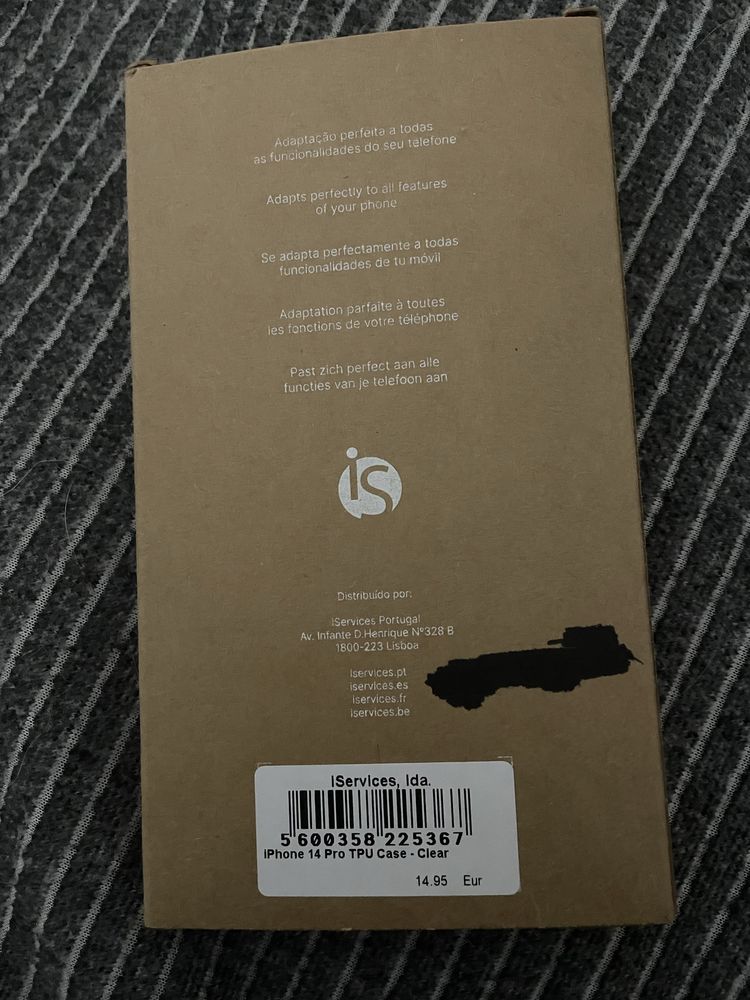 Adaptação perfeita a todas
as funcionalidades do seu telefone
Adapts perfectly to all features
of your phone
Se adapta perfectamente a todas
funcionalidades de tu móvil
Adaptation parfaite à toutes
les fonctions de votre téléphone
Past zich perfect aan alle
functies van je telefoon aan
is
Distribuído por:
iServices Portugal
Av. Infante D.Henrique Nº328 B
1800-223 Lisboa
iservices.pt
iservices.es
iservices.fr
iservices.be
iServices, lda.
5 600358 225367
iPhone 14 Pro TPU Case - Clear
14.95 Eur